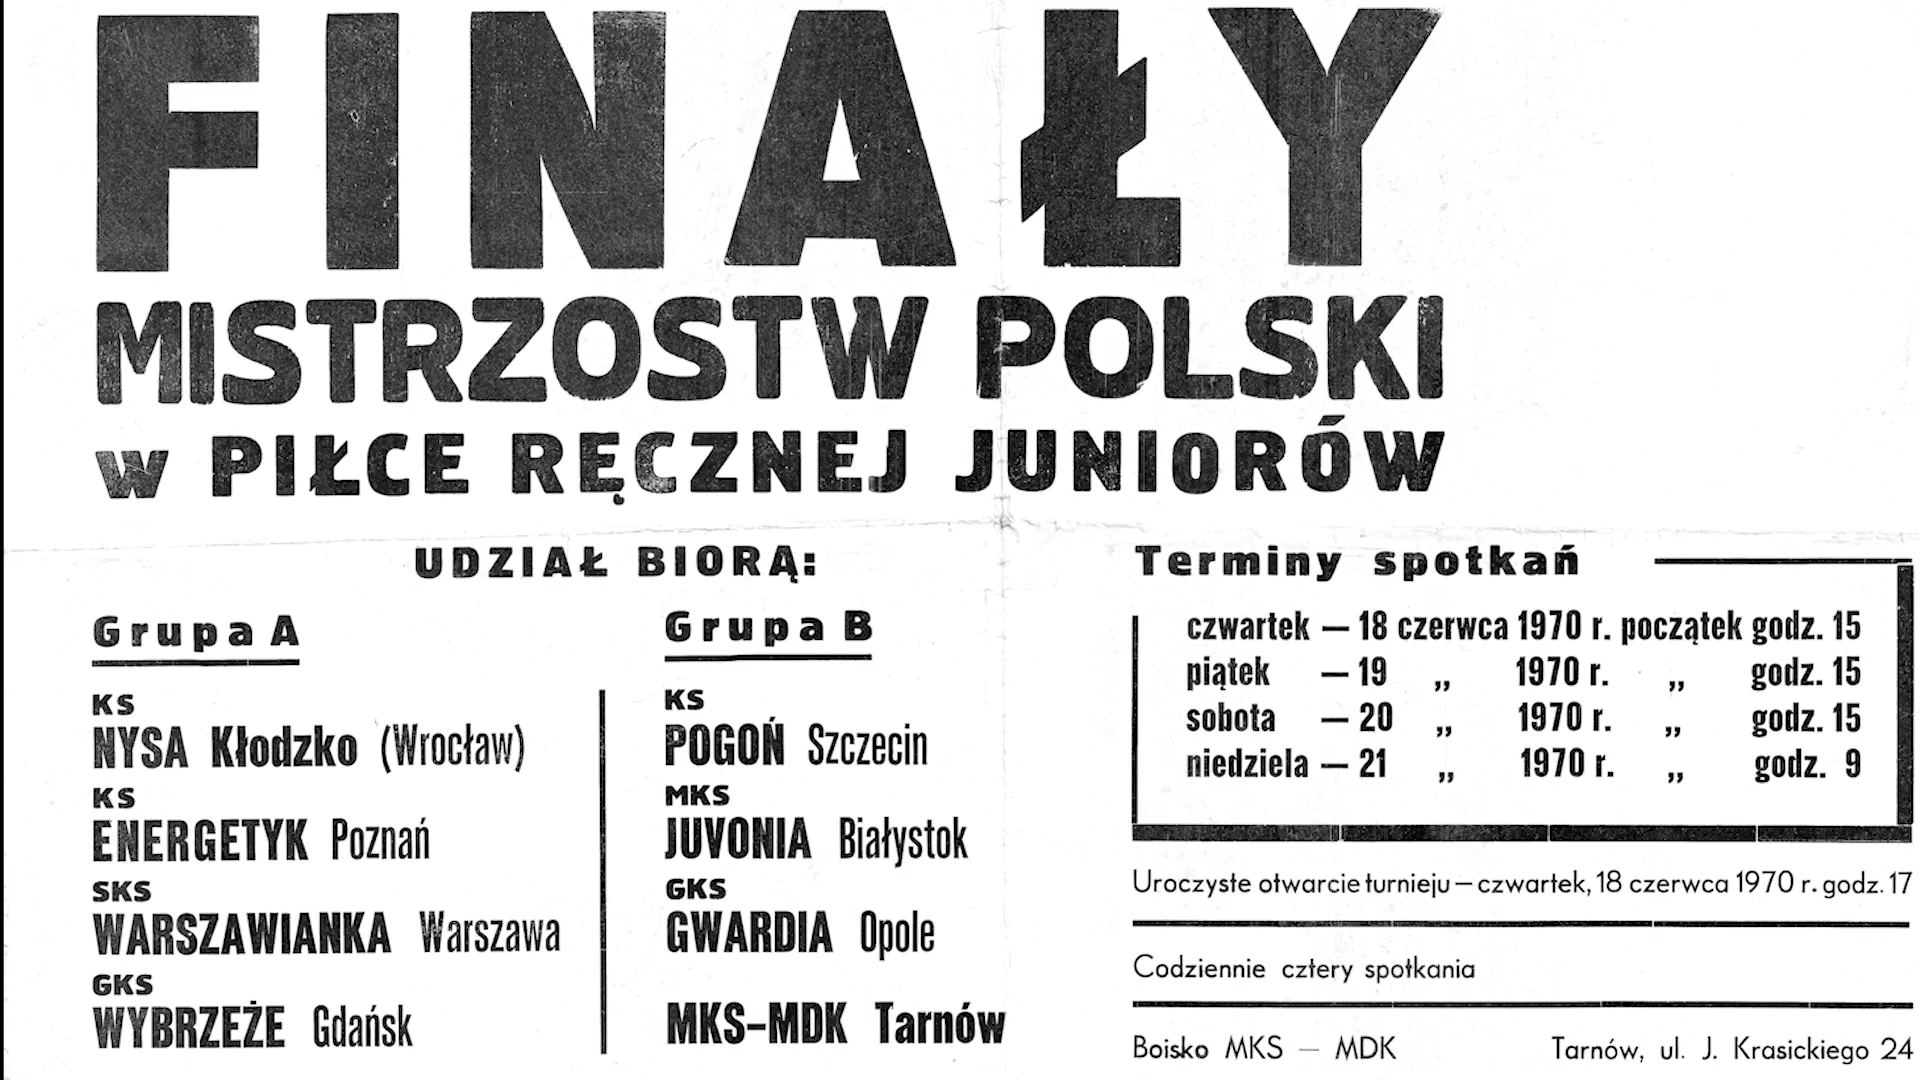 FINAŁY
MISTRZOSTW POLSKI
w PIŁCE RĘCZNEJ JUNIORÓW
UDZIAŁ BIORĄ:
Grupa A
KS
NYSA Kłodzko (Wrocław)
KS
ENERGETYK Poznań
SKS
WARSZAWIANKA Warszawa
GKS
WYBRZEŻE Gdańsk
Grupa B
KS
POGOŃ Szczecin
MKS
JUVONIA Białystok
GKS
GWARDIA Opole
MKS–MDK Tarnów
Terminy spotkań
czwartek — 18 czerwca 1970 r. początek godz. 15
piątek — 19 „ 1970 r. „ godz. 15
sobota — 20 „ 1970 r. „ godz. 15
niedziela — 21 „ 1970 r. „ godz. 9
Uroczyste otwarcie turnieju – czwartek, 18 czerwca 1970 r. godz. 17
Codziennie cztery spotkania
Boisko MKS — MDK Tarnów, ul. J. Krasickiego 24